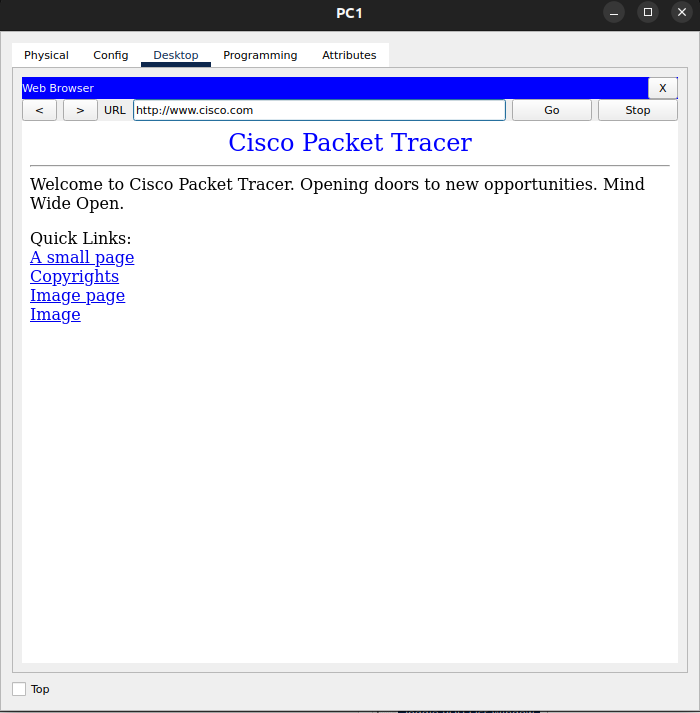 PC1
Physical Config Desktop Programming Attributes
Web Browser X
< > URL http://www.cisco.com Go Stop
Cisco Packet Tracer
Welcome to Cisco Packet Tracer. Opening doors to new opportunities. Mind
Wide Open.
Quick Links:
A small page
Copyrights
Image page
Image
Top